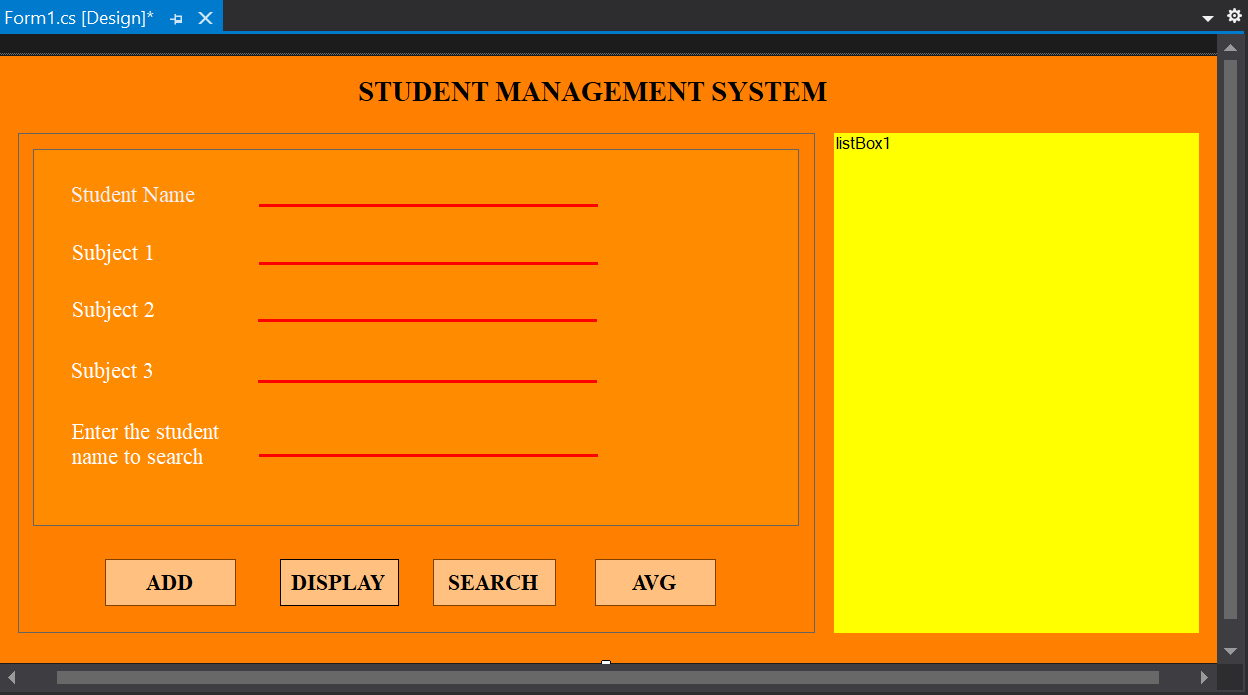 Form1.cs [Design]*
STUDENT MANAGEMENT SYSTEM
listBox1
Student Name
Subject 1
Subject 2
Subject 3
Enter the student
name to search
ADD
DISPLAY
SEARCH
AVG